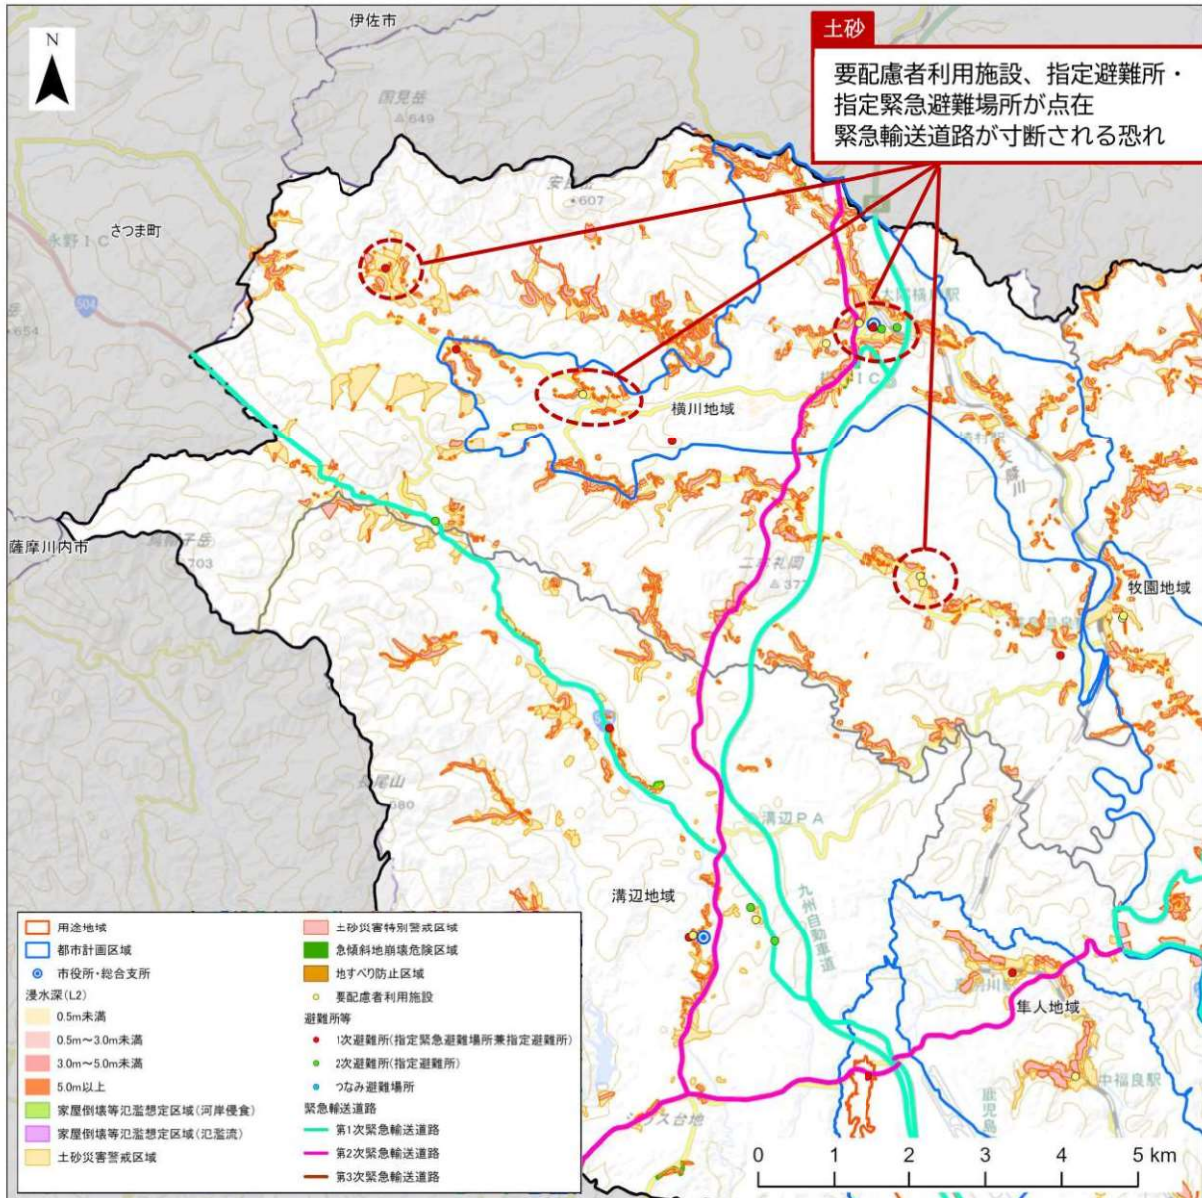 伊佐市
N
土砂
要配慮者利用施設、指定避難所・
指定緊急避難場所が点在
緊急輸送道路が寸断される恐れ
国見岳
△649
・607
さつま町
永野IC
504
・654
大隅横川駅
横川地域
天降川
薩摩川内市
703
二石礼岡
牧園地域
長尾山
溝辺PA
溝辺地域
九州自動車道
隼人地域
中福良駅
シラス台地
鹿児島
用途地域
都市計画区域
市役所・総合支所
浸水深(L2)
0.5m未満
0.5m～3.0m未満
3.0m～5.0m未満
5.0m以上
家屋倒壊等氾濫想定区域(河岸侵食)
家屋倒壊等氾濫想定区域(氾濫流)
土砂災害警戒区域
土砂災害特別警戒区域
急傾斜地崩壊危険区域
地すべり防止区域
要配慮者利用施設
避難所等
1次避難所(指定緊急避難場所兼指定避難所)
2次避難所(指定避難所)
つなみ避難場所
緊急輸送道路
第1次緊急輸送道路
第2次緊急輸送道路
第3次緊急輸送道路
0 1 2 3 4 5 km